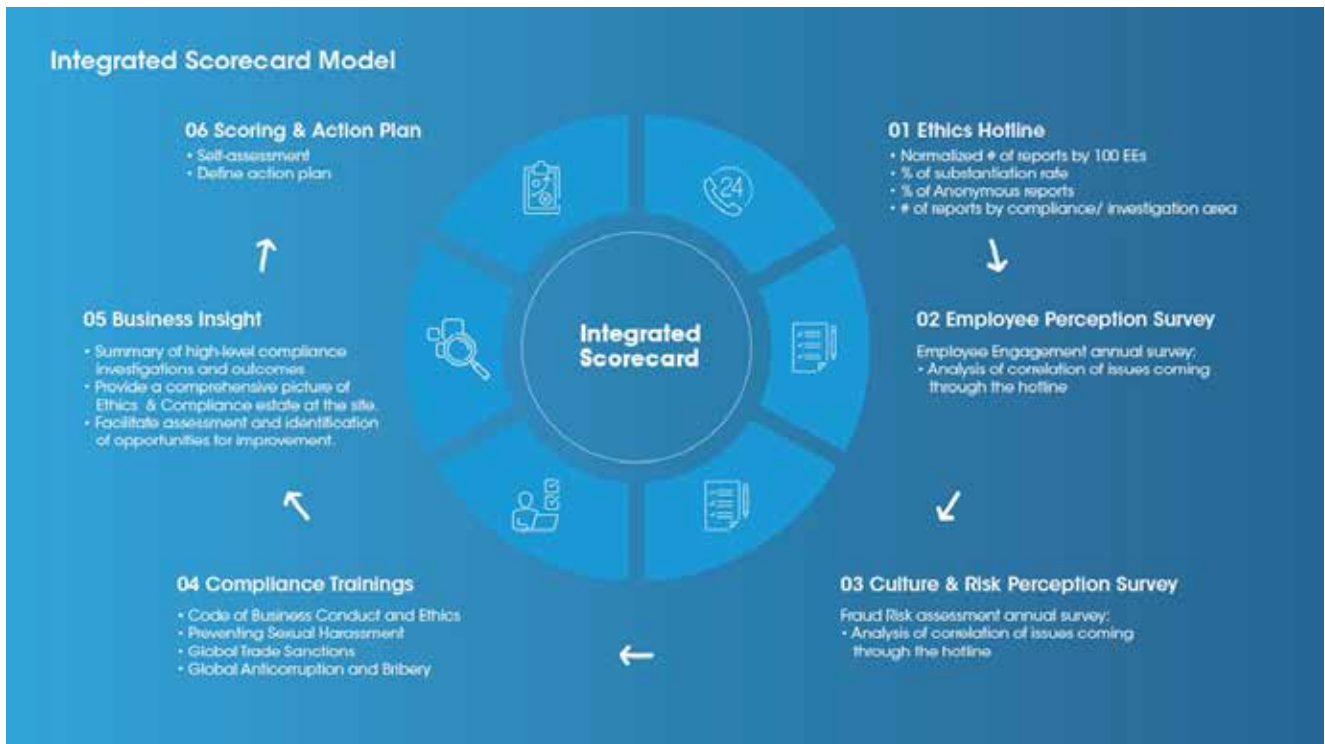 Integrated Scorecard Model
01 Ethics Hotline
• Normalized # of reports by 100 EEs
• % of substantiation rate
• % of Anonymous reports
• # of reports by compliance/ investigation area
02 Employee Perception Survey
Employee Engagement annual survey:
• Analysis of correlation of issues coming
through the hotline
03 Culture & Risk Perception Survey
Fraud Risk assessment annual survey:
• Analysis of correlation of issues coming
through the hotline
04 Compliance Trainings
• Code of Business Conduct and Ethics
• Preventing Sexual Harassment
• Global Trade Sanctions
• Global Anticorruption and Bribery
05 Business Insight
• Summary of high-level compliance
investigations and outcomes
• Provide a comprehensive picture of
Ethics & Compliance estate at the site.
• Facilitate assessment and identification
of opportunities for improvement.
06 Scoring & Action Plan
• Self-assessment
• Define action plan
24
Integrated
Scorecard